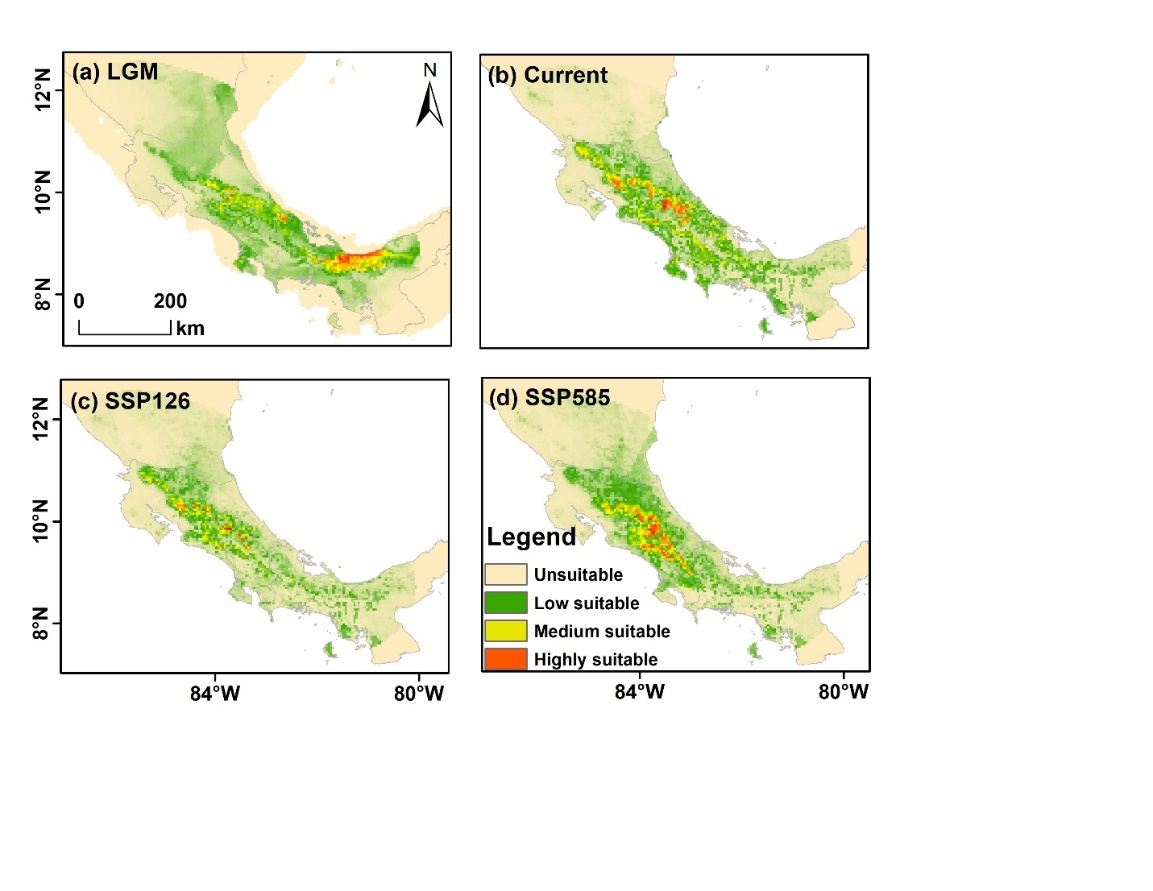 (a) LGM
N
12°N
10°N
8°N
0 200
km
(b) Current
(c) SSP126
12°N
10°N
8°N
84°W 80°W
(d) SSP585
Legend
Unsuitable
Low suitable
Medium suitable
Highly suitable
84°W 80°W